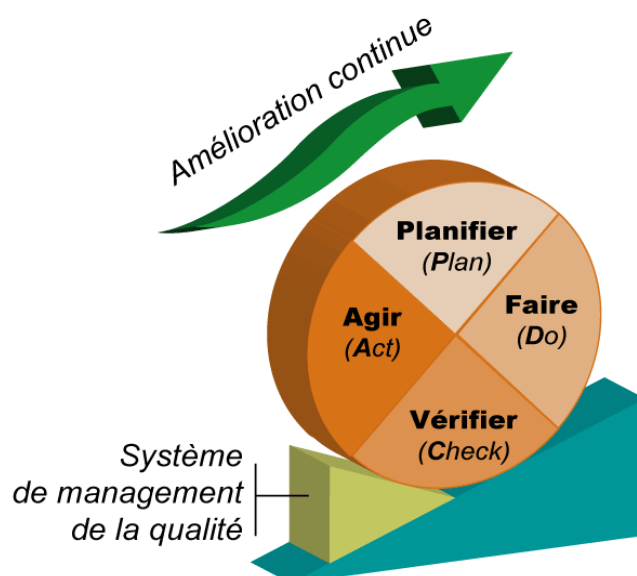 Amélioration continue
Planifier
(Plan)
Faire
(Do)
Agir
(Act)
Vérifier
(Check)
Système
de management
de la qualité